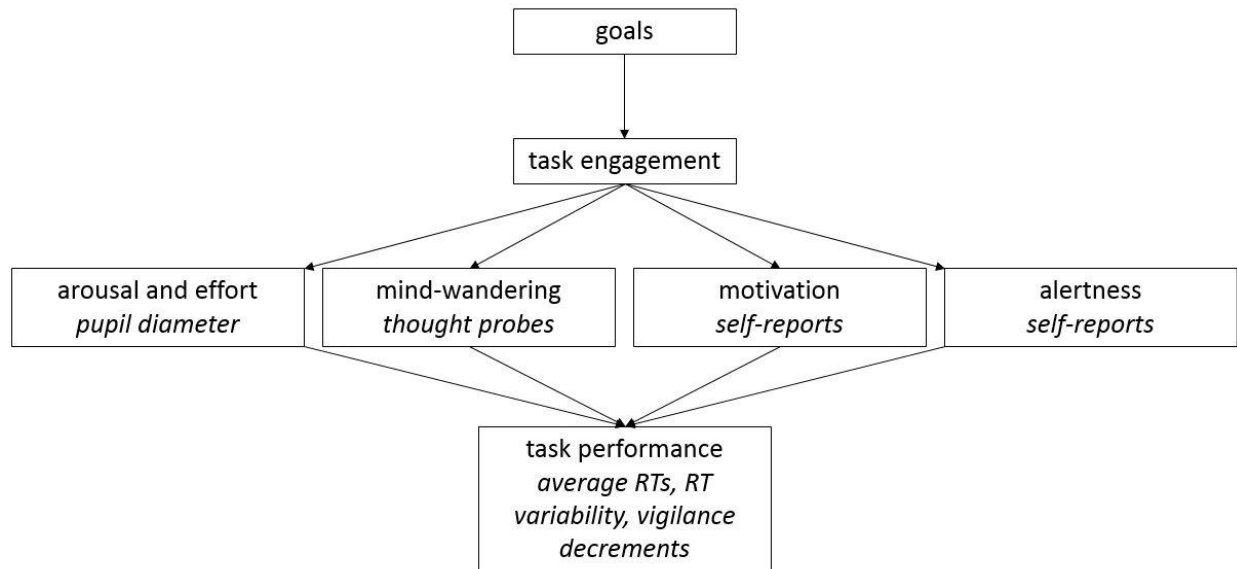 goals
task engagement
arousal and effort
pupil diameter
mind-wandering
thought probes
motivation
self-reports
alertness
self-reports
task performance
average RTs, RT
variability, vigilance
decrements